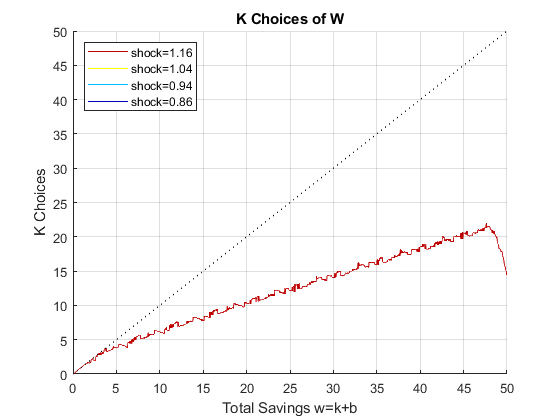 K Choices of W
50
45
40
35
30
25
20
15
10
5
0
K Choices
shock=1.16
shock=1.04
shock=0.94
shock=0.86
0 5 10 15 20 25 30 35 40 45 50
Total Savings w=k+b